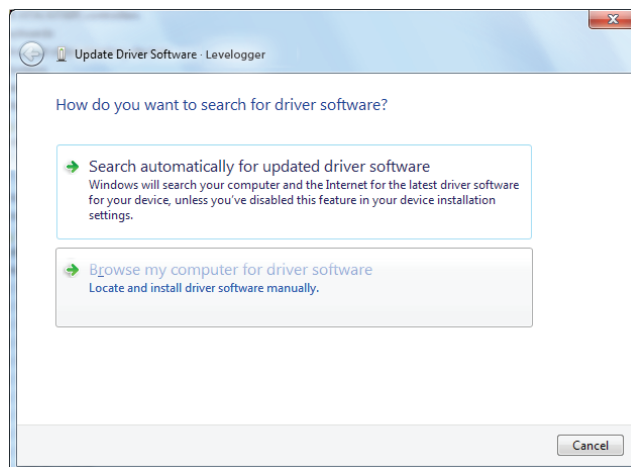 Update Driver Software - Levelogger
How do you want to search for driver software?
Search automatically for updated driver software
Windows will search your computer and the Internet for the latest driver software
for your device, unless you've disabled this feature in your device installation
settings.
Browse my computer for driver software
Locate and install driver software manually.
Cancel